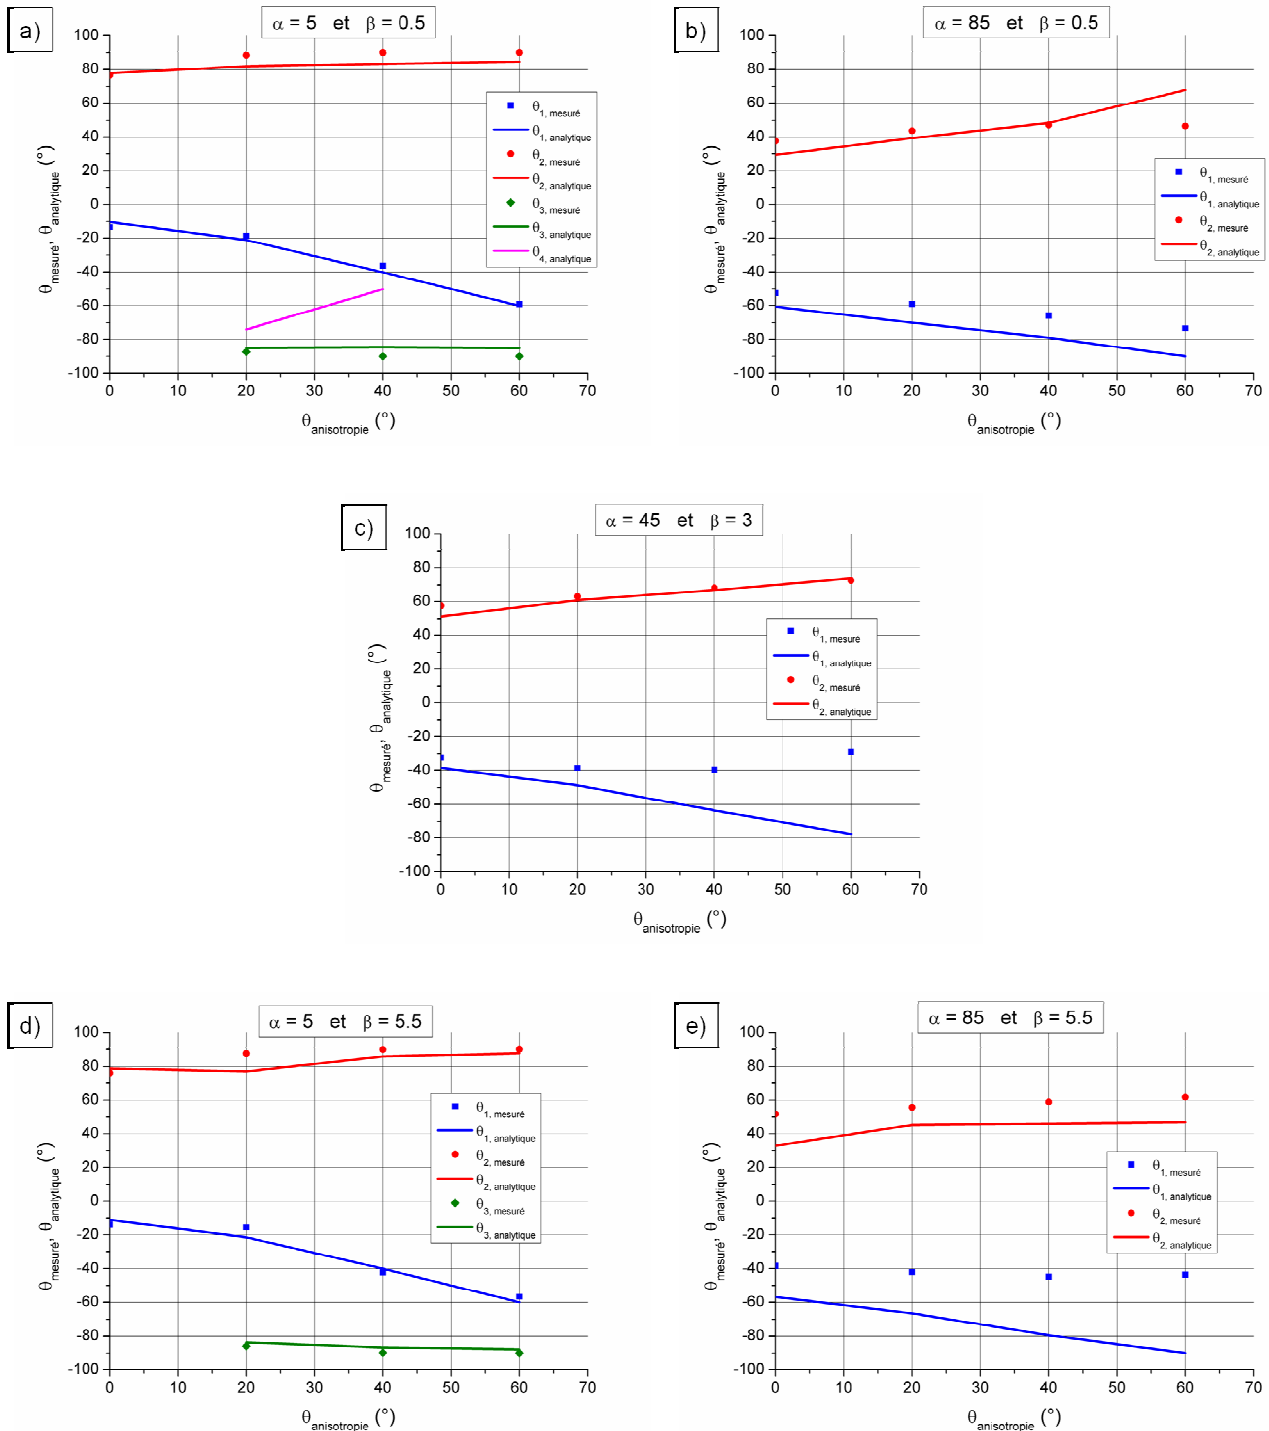 a)
α = 5 et β = 0.5
100
80
60
40
20
0
-20
-40
-60
-80
-100
0 10 20 30 40 50 60 70
θmesuré, θanalytique (°)
θanisotropie (°)
θ1, mesuré
θ1, analytique
θ2, mesuré
θ2, analytique
θ3, mesuré
θ3, analytique
θ4, analytique
b)
α = 85 et β = 0.5
100
80
60
40
20
0
-20
-40
-60
-80
-100
0 10 20 30 40 50 60 70
θmesuré, θanalytique (°)
θanisotropie (°)
θ1, mesuré
θ1, analytique
θ2, mesuré
θ2, analytique
c)
α = 45 et β = 3
100
80
60
40
20
0
-20
-40
-60
-80
-100
0 10 20 30 40 50 60 70
θmesuré, θanalytique (°)
θanisotropie (°)
θ1, mesuré
θ1, analytique
θ2, mesuré
θ2, analytique
d)
α = 5 et β = 5.5
100
80
60
40
20
0
-20
-40
-60
-80
-100
0 10 20 30 40 50 60 70
θmesuré, θanalytique (°)
θanisotropie (°)
θ1, mesuré
θ1, analytique
θ2, mesuré
θ2, analytique
θ3, mesuré
θ3, analytique
e)
α = 85 et β = 5.5
100
80
60
40
20
0
-20
-40
-60
-80
-100
0 10 20 30 40 50 60 70
θmesuré, θanalytique (°)
θanisotropie (°)
θ1, mesuré
θ1, analytique
θ2, mesuré
θ2, analytique